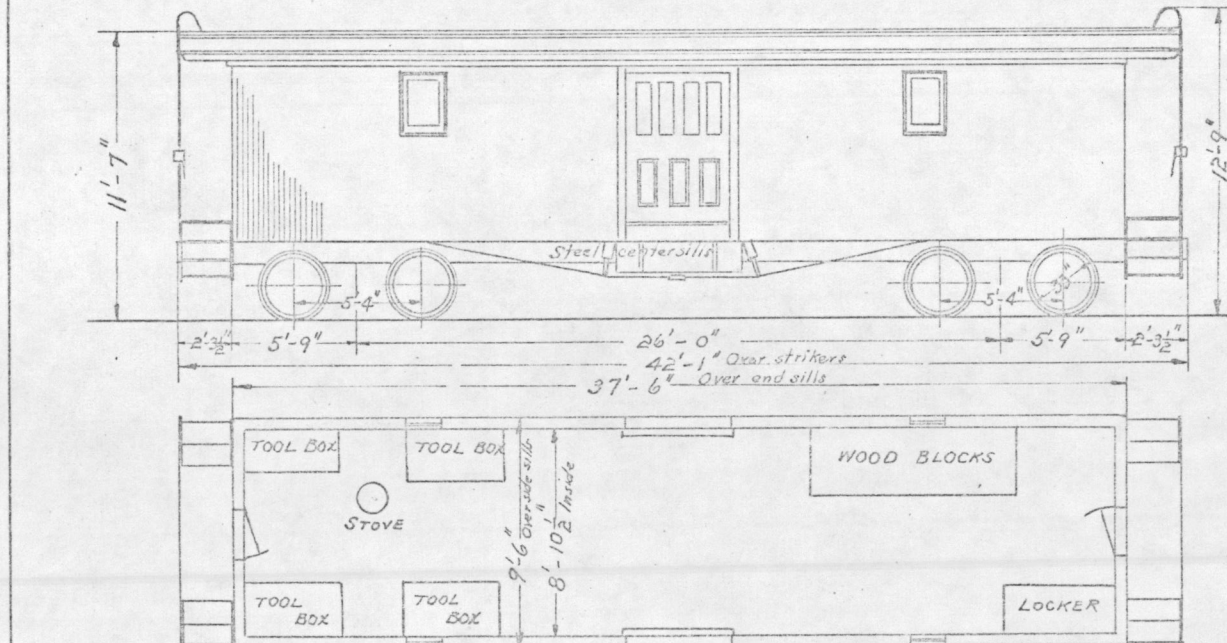 11'-7"
12'-9"
Steel centersills
5'-4"
5'-4"
2'-3½"
5'-9"
26'-0"
5'-9"
2'-3½"
42'-1" Over strikers
37'-6" Over end sills
TOOL BOX
TOOL BOX
WOOD BLOCKS
STOVE
9'-6" Over side sills
8'-10½" Inside
TOOL
BOX
TOOL
BOX
LOCKER